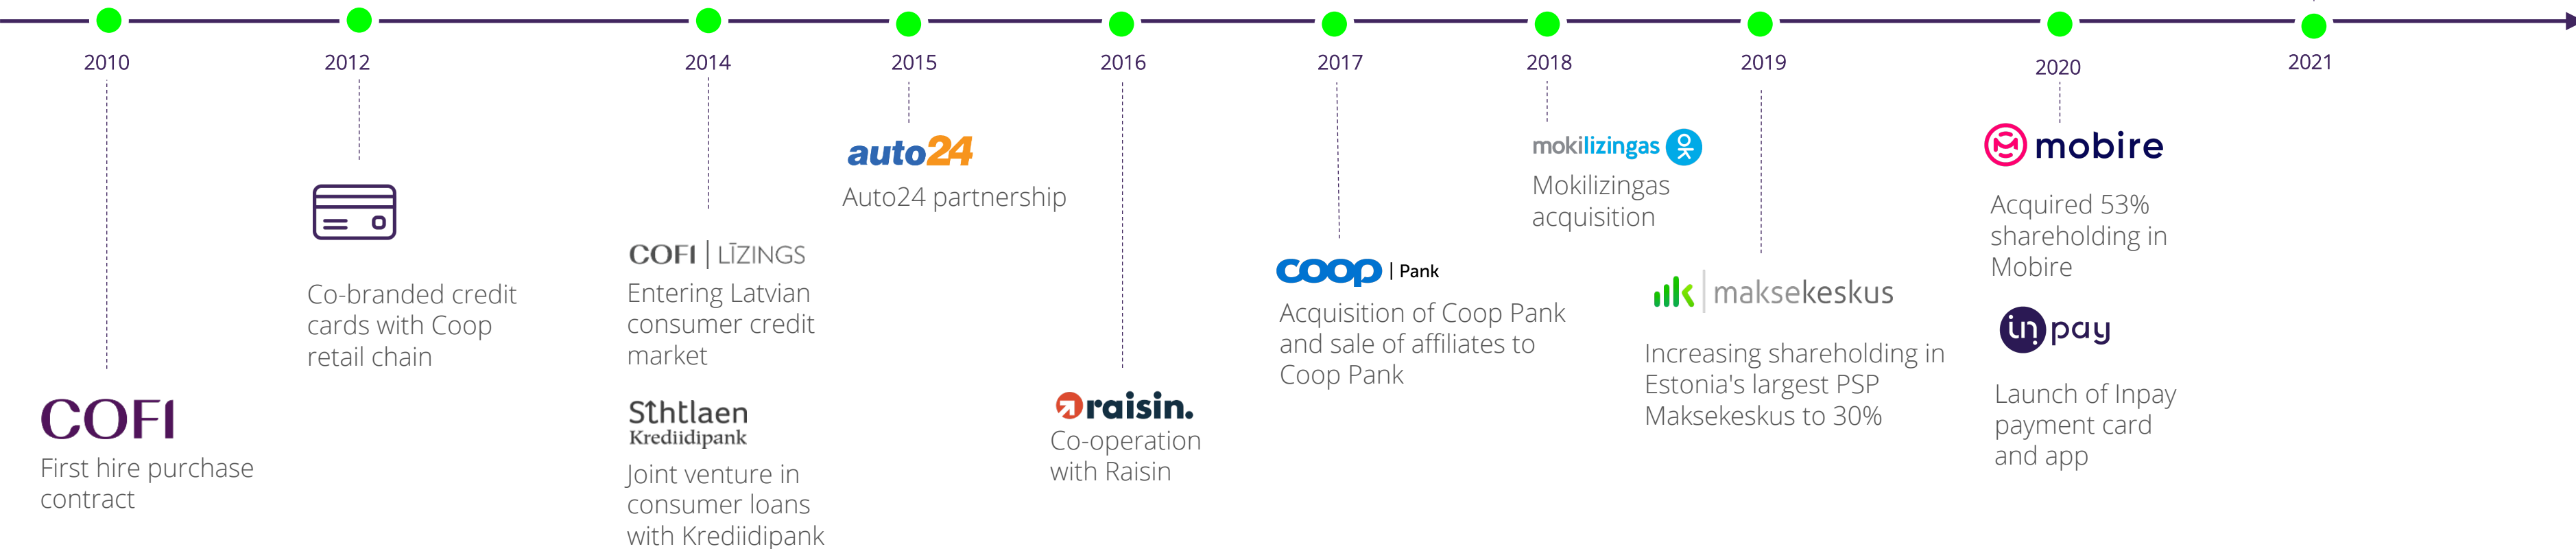 2010
2012
2014
2015
2016
2017
2018
2019
2020
2021
COFI
First hire purchase
contract
Co-branded credit
cards with Coop
retail chain
COFI | LĪZINGS
Entering Latvian
consumer credit
market
Sthtlaen
Krediidipank
Joint venture in
consumer loans
with Krediidipank
auto24
Auto24 partnership
raisin.
Co-operation
with Raisin
coop | Pank
Acquisition of Coop Pank
and sale of affiliates to
Coop Pank
mokilizingas
Mokilizingas
acquisition
maksekeskus
Increasing shareholding in
Estonia's largest PSP
Maksekeskus to 30%
mobire
Acquired 53%
shareholding in
Mobire
inpay
Launch of Inpay
payment card
and app